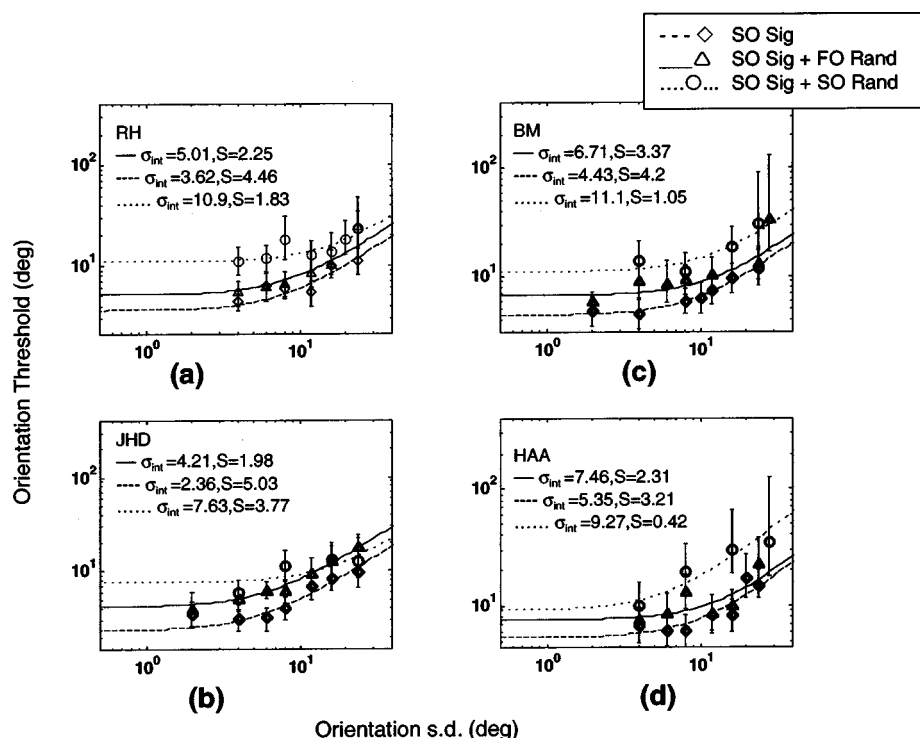 SO Sig
SO Sig + FO Rand
SO Sig + SO Rand
Orientation Threshold (deg)
RH
σint =5.01,S=2.25
σint =3.62,S=4.46
σint =10.9,S=1.83
10²
10¹
10⁰ 10¹
(a)
BM
σint =6.71,S=3.37
σint =4.43,S=4.2
σint =11.1,S=1.05
10²
10¹
10⁰ 10¹
(c)
JHD
σint =4.21,S=1.98
σint =2.36,S=5.03
σint =7.63,S=3.77
10²
10¹
10⁰ 10¹
(b)
HAA
σint =7.46,S=2.31
σint =5.35,S=3.21
σint =9.27,S=0.42
10²
10¹
10⁰ 10¹
(d)
Orientation s.d. (deg)